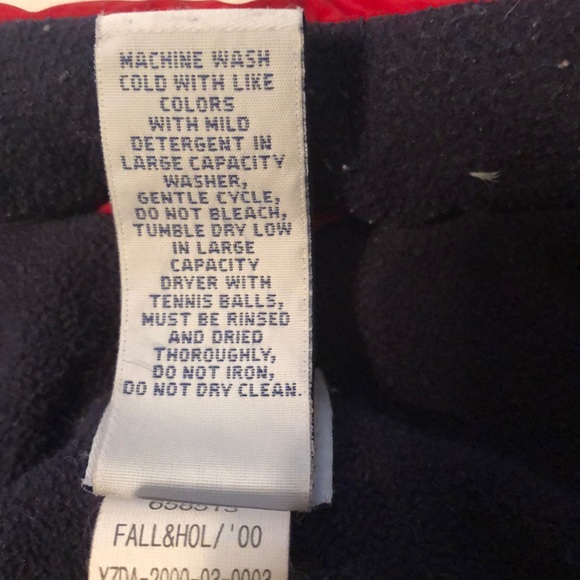 MACHINE WASH
COLD WITH LIKE
COLORS
WITH MILD
DETERGENT IN
LARGE CAPACITY
WASHER,
GENTLE CYCLE,
DO NOT BLEACH,
TUMBLE DRY LOW
IN LARGE
CAPACITY
DRYER WITH
TENNIS BALLS,
MUST BE RINSED
AND DRIED
THOROUGHLY,
DO NOT IRON,
DO NOT DRY CLEAN.
FALL&HOL/'00